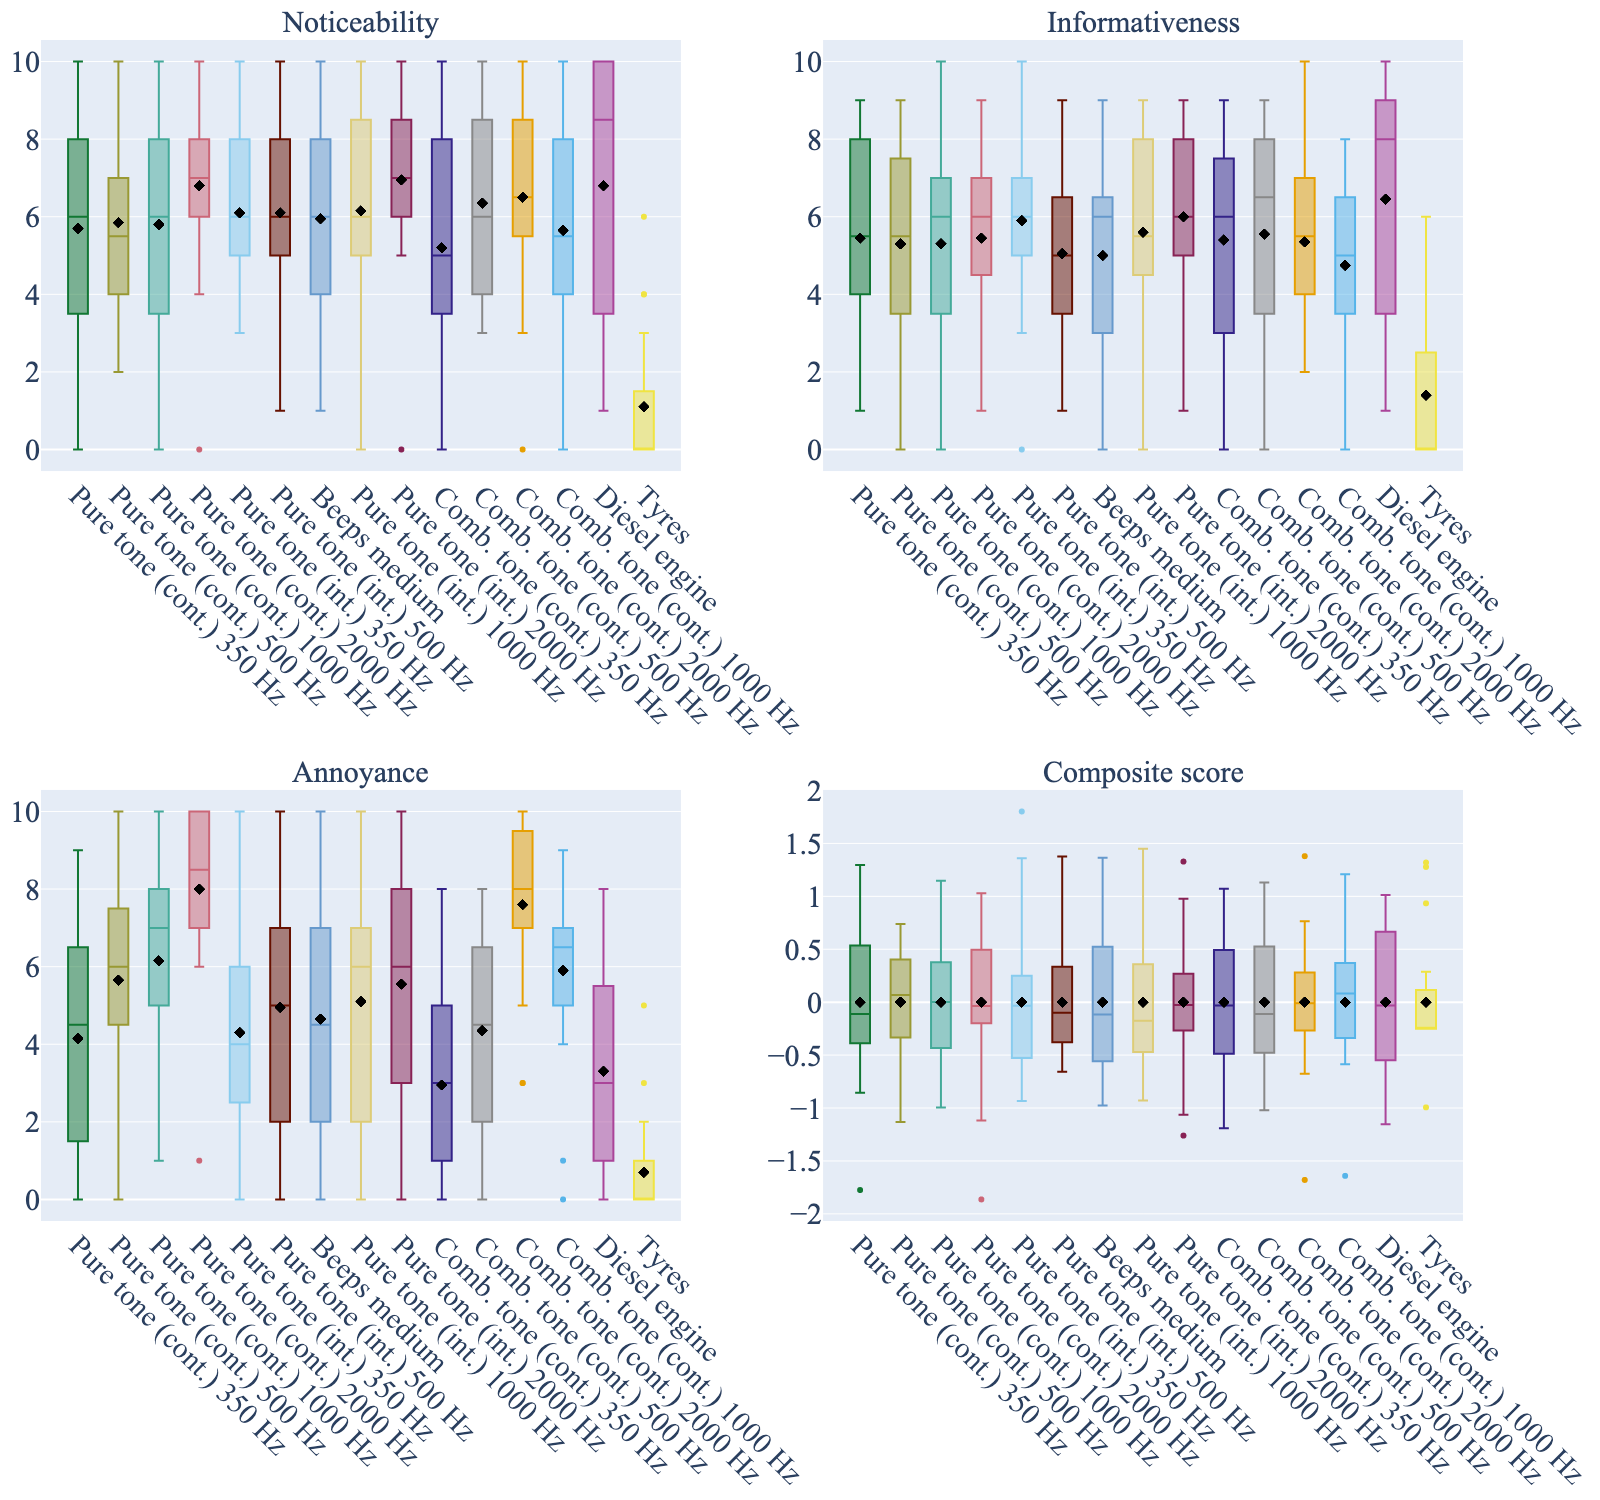 Noticeability
10
8
6
4
2
0
Pure tone (cont.) 350 Hz
Pure tone (cont.) 500 Hz
Pure tone (cont.) 1000 Hz
Pure tone (cont.) 2000 Hz
Pure tone (int.) 350 Hz
Pure tone (int.) 500 Hz
Beeps medium
Pure tone (int.) 1000 Hz
Pure tone (int.) 2000 Hz
Comb. tone (cont.) 350 Hz
Comb. tone (cont.) 500 Hz
Comb. tone (cont.) 2000 Hz
Comb. tone (cont.) 1000 Hz
Diesel engine
Tyres
Informativeness
10
8
6
4
2
0
Pure tone (cont.) 350 Hz
Pure tone (cont.) 500 Hz
Pure tone (cont.) 1000 Hz
Pure tone (cont.) 2000 Hz
Pure tone (int.) 350 Hz
Pure tone (int.) 500 Hz
Beeps medium
Pure tone (int.) 1000 Hz
Pure tone (int.) 2000 Hz
Comb. tone (cont.) 350 Hz
Comb. tone (cont.) 500 Hz
Comb. tone (cont.) 2000 Hz
Comb. tone (cont.) 1000 Hz
Diesel engine
Tyres
Annoyance
10
8
6
4
2
0
Pure tone (cont.) 350 Hz
Pure tone (cont.) 500 Hz
Pure tone (cont.) 1000 Hz
Pure tone (cont.) 2000 Hz
Pure tone (int.) 350 Hz
Pure tone (int.) 500 Hz
Beeps medium
Pure tone (int.) 1000 Hz
Pure tone (int.) 2000 Hz
Comb. tone (cont.) 350 Hz
Comb. tone (cont.) 500 Hz
Comb. tone (cont.) 2000 Hz
Comb. tone (cont.) 1000 Hz
Diesel engine
Tyres
Composite score
2
1.5
1
0.5
0
−0.5
−1
−1.5
−2
Pure tone (cont.) 350 Hz
Pure tone (cont.) 500 Hz
Pure tone (cont.) 1000 Hz
Pure tone (cont.) 2000 Hz
Pure tone (int.) 350 Hz
Pure tone (int.) 500 Hz
Beeps medium
Pure tone (int.) 1000 Hz
Pure tone (int.) 2000 Hz
Comb. tone (cont.) 350 Hz
Comb. tone (cont.) 500 Hz
Comb. tone (cont.) 2000 Hz
Comb. tone (cont.) 1000 Hz
Diesel engine
Tyres